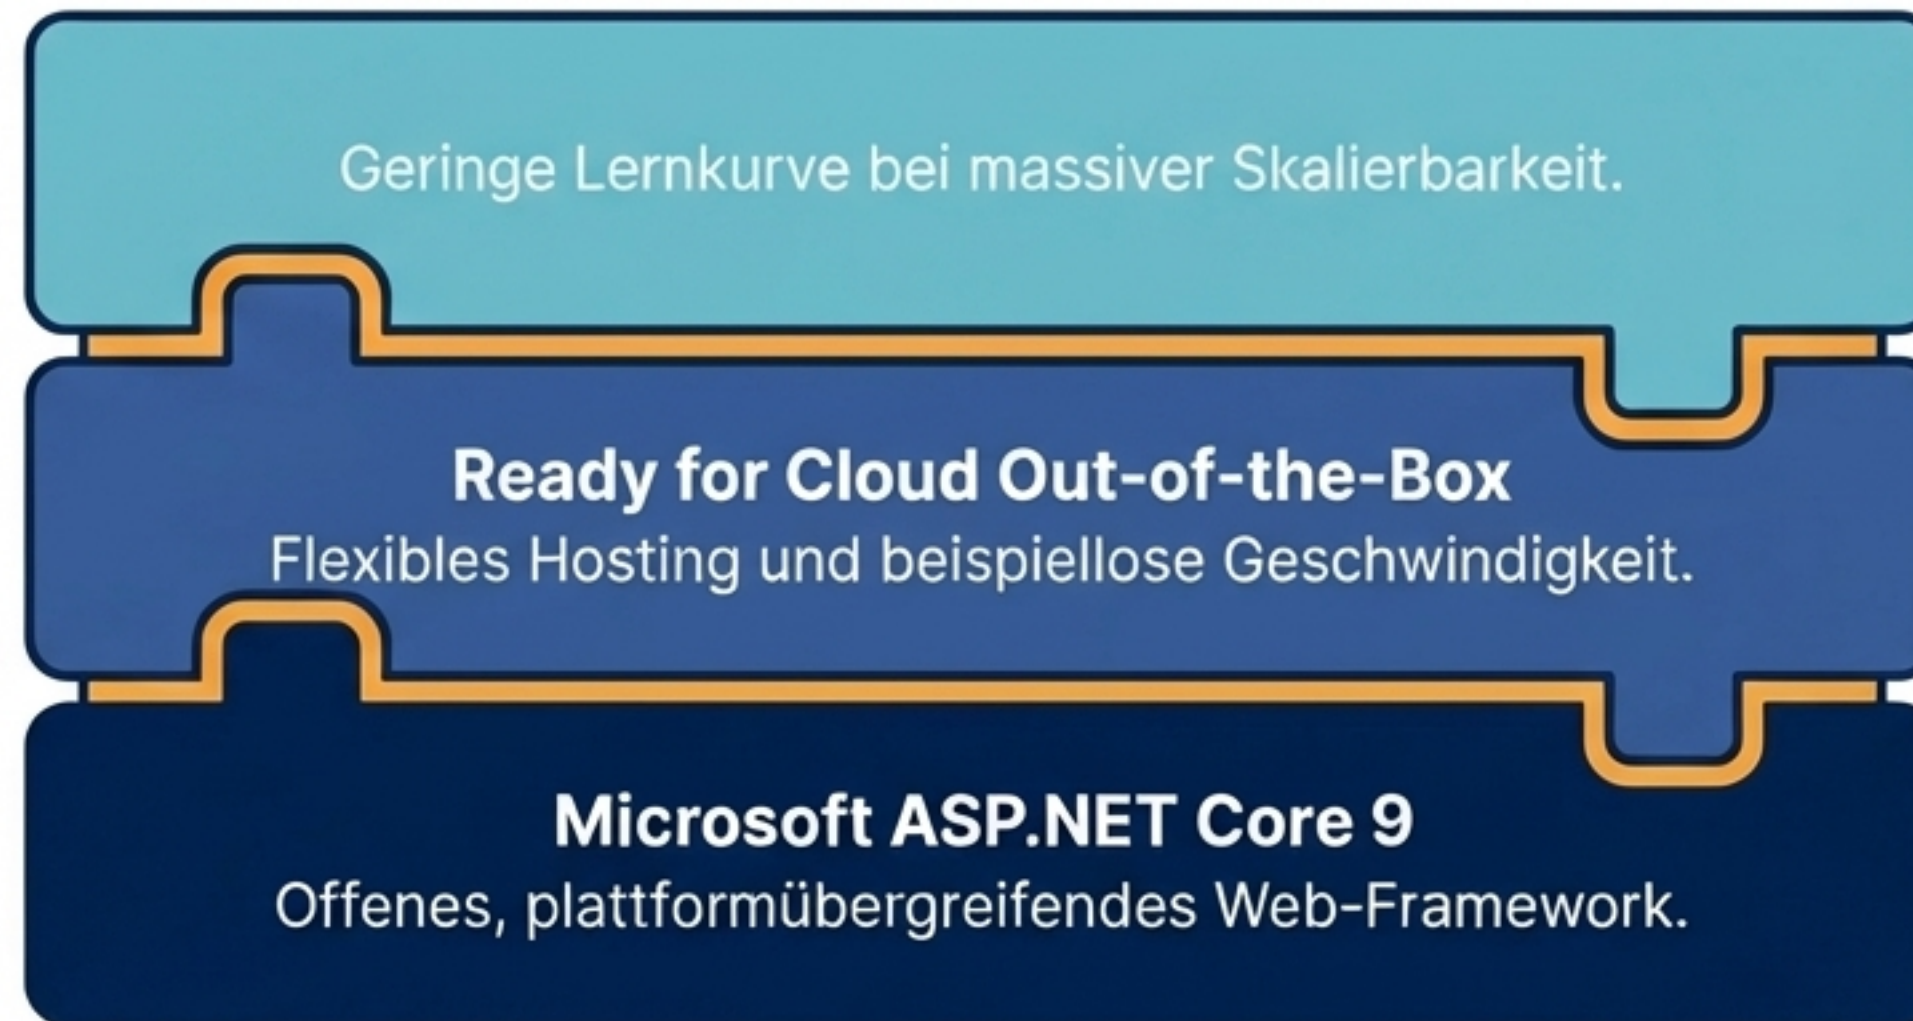 Geringe Lernkurve bei massiver Skalierbarkeit.
Ready for Cloud Out-of-the-Box
Flexibles Hosting und beispiellose Geschwindigkeit.
Microsoft ASP.NET Core 9
Offenes, plattformübergreifendes Web-Framework.